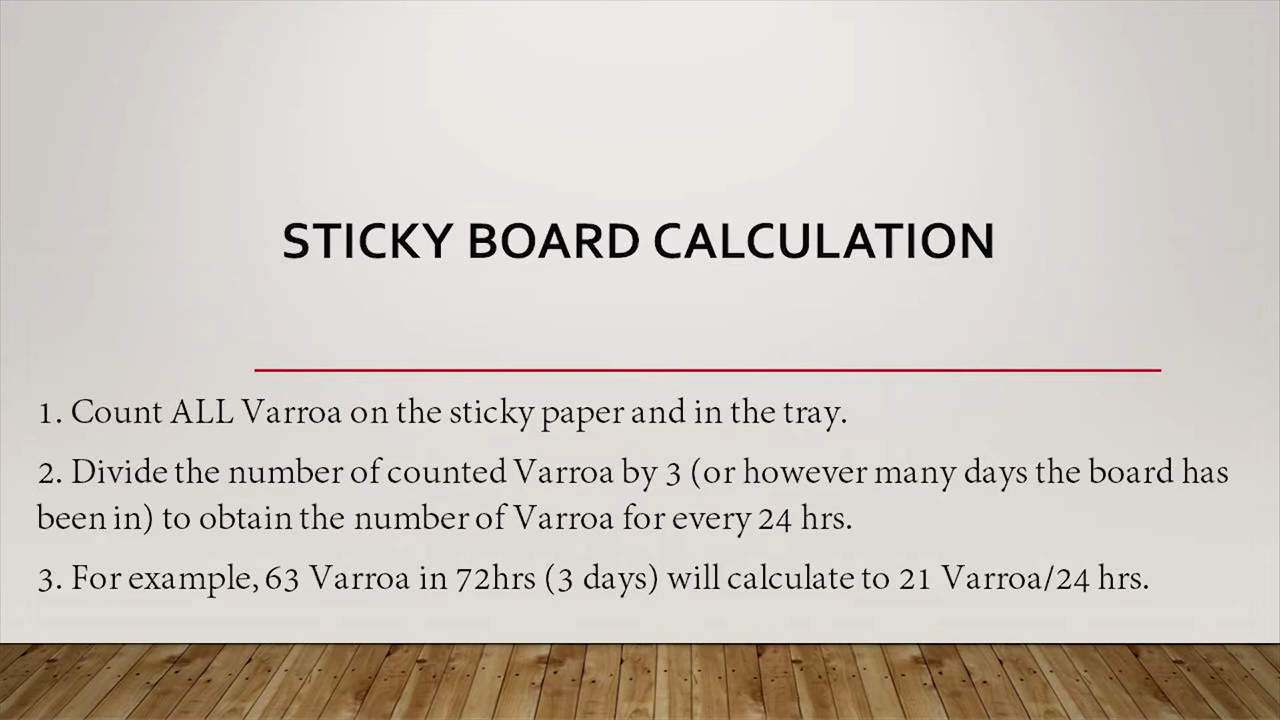 STICKY BOARD CALCULATION
1. Count ALL Varroa on the sticky paper and in the tray.
2. Divide the number of counted Varroa by 3 (or however many days the board has
been in) to obtain the number of Varroa for every 24 hrs.
3. For example, 63 Varroa in 72hrs (3 days) will calculate to 21 Varroa/24 hrs.